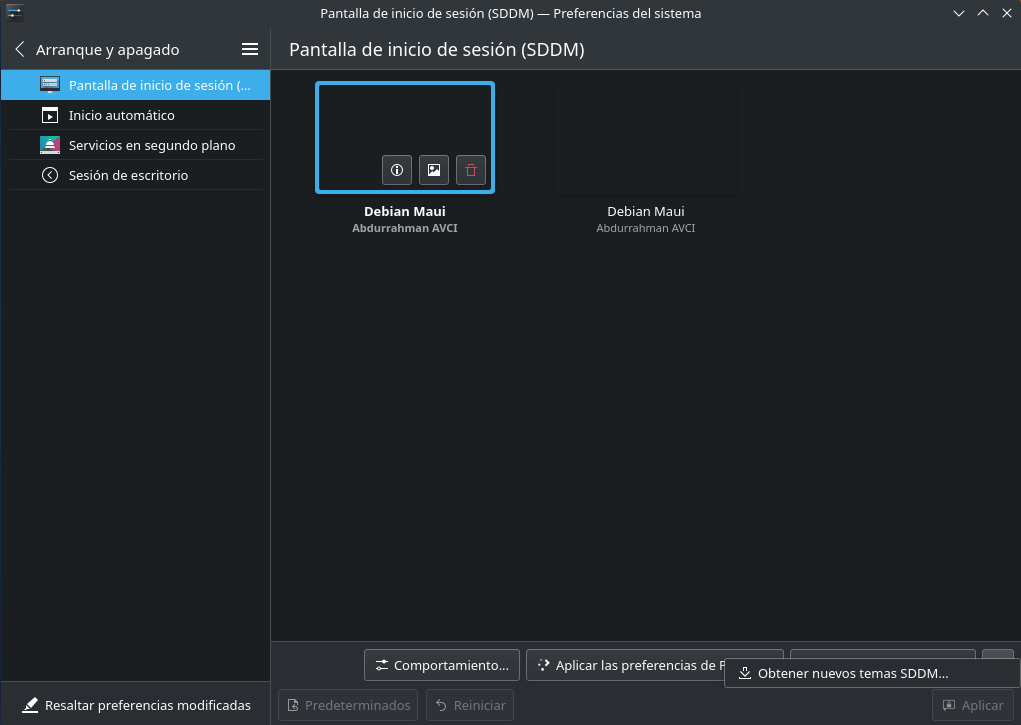 Pantalla de inicio de sesión (SDDM) — Preferencias del sistema
Arranque y apagado
Pantalla de inicio de sesión (SDDM)
Pantalla de inicio de sesión (...
Inicio automático
Servicios en segundo plano
Sesión de escritorio
Debian Maui
Abdurrahman AVCI
Debian Maui
Abdurrahman AVCI
Comportamiento...
Aplicar las preferencias de P
Obtener nuevos temas SDDM...
Resaltar preferencias modificadas
Predeterminados
Reiniciar
Aplicar